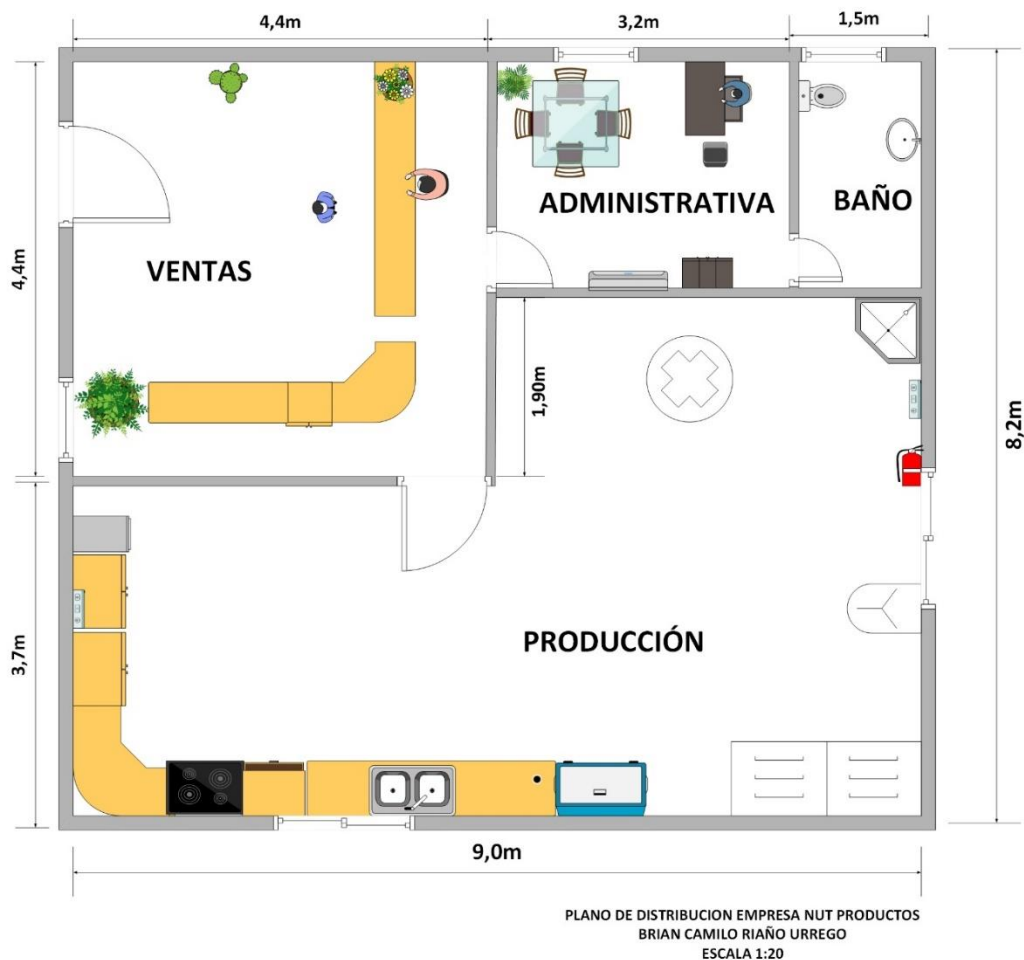 4,4m
3,2m
1,5m
ADMINISTRATIVA
BAÑO
VENTAS
4,4m
1,90m
8,2m
3,7m
PRODUCCIÓN
9,0m
PLANO DE DISTRIBUCION EMPRESA NUT PRODUCTOS
BRIAN CAMILO RIAÑO URREGO
ESCALA 1:20